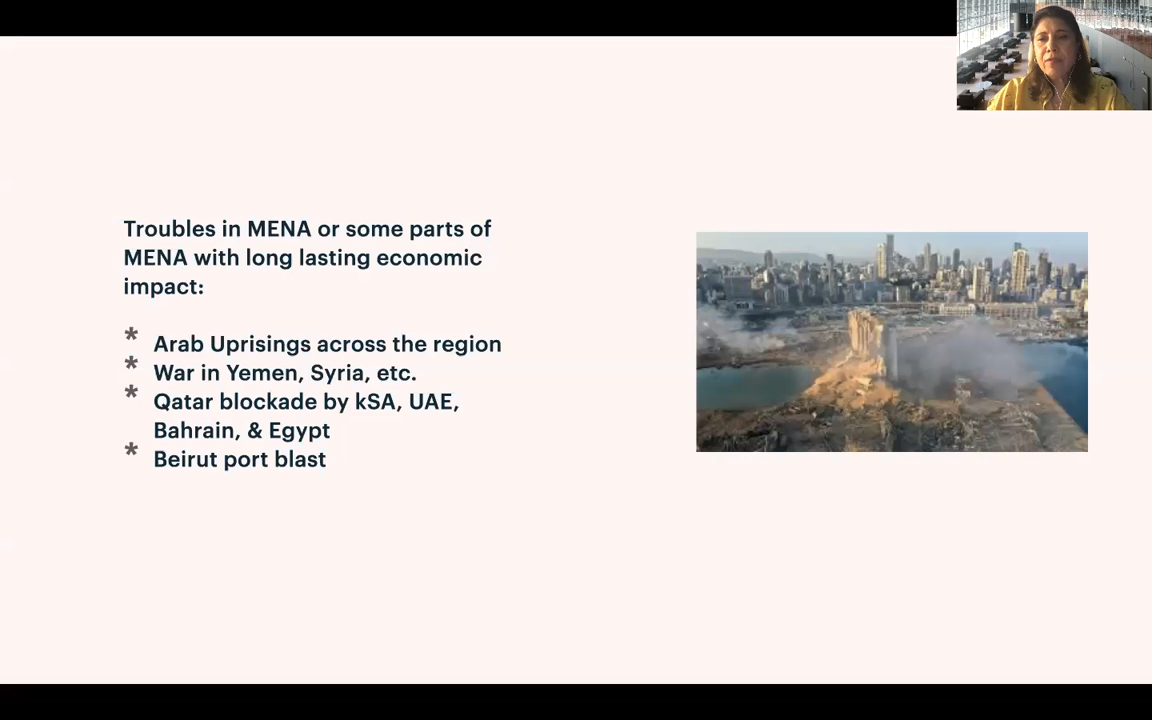 Troubles in MENA or some parts of
MENA with long lasting economic
impact:
* Arab Uprisings across the region
* War in Yemen, Syria, etc.
* Qatar blockade by kSA, UAE,
Bahrain, & Egypt
* Beirut port blast